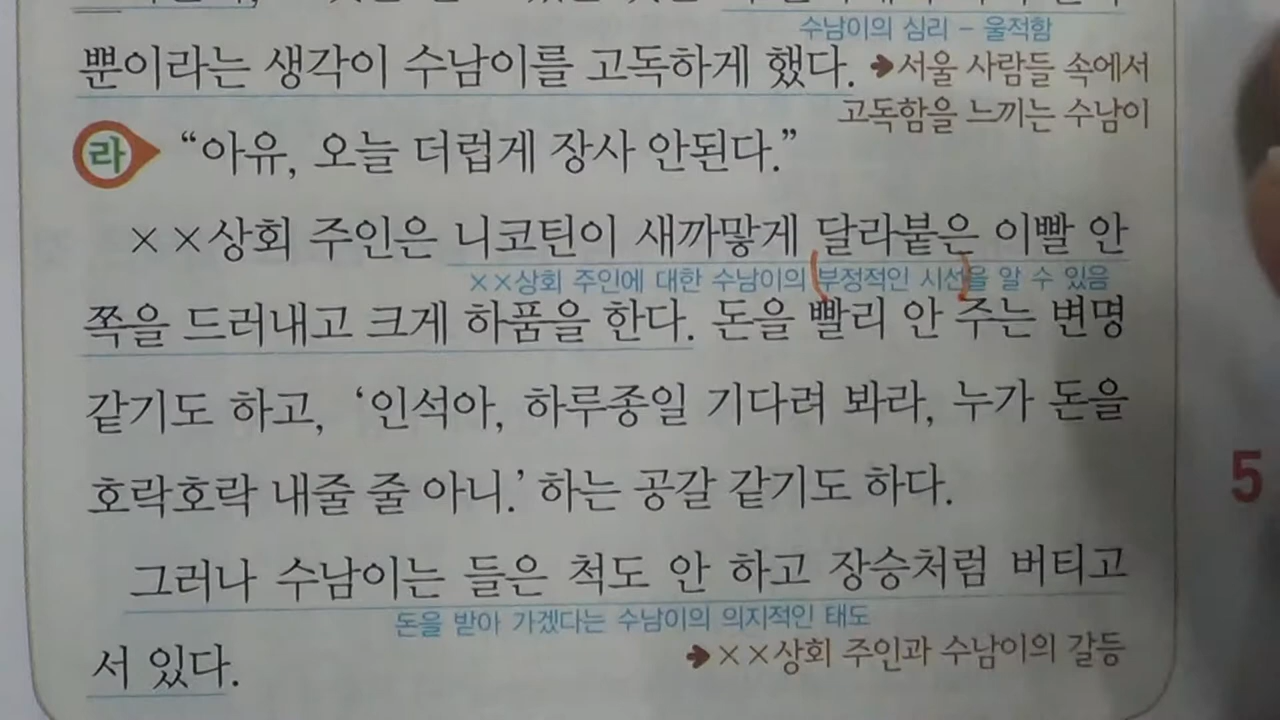 수남이의 심리 - 울적함
뿐이라는 생각이 수남이를 고독하게 했다. ➔서울 사람들 속에서
고독함을 느끼는 수남이
라 “아유, 오늘 더럽게 장사 안된다.”
××상회 주인은 니코틴이 새까맣게 달라붙은 이빨 안
××상회 주인에 대한 수남이의 부정적인 시선을 알 수 있음
쪽을 드러내고 크게 하품을 한다. 돈을 빨리 안 주는 변명
같기도 하고, ‘인석아, 하루종일 기다려 봐라, 누가 돈을
호락호락 내줄 줄 아니.’ 하는 공갈 같기도 하다.
5
그러나 수남이는 들은 척도 안 하고 장승처럼 버티고
돈을 받아 가겠다는 수남이의 의지적인 태도
서 있다.
➔××상회 주인과 수남이의 갈등